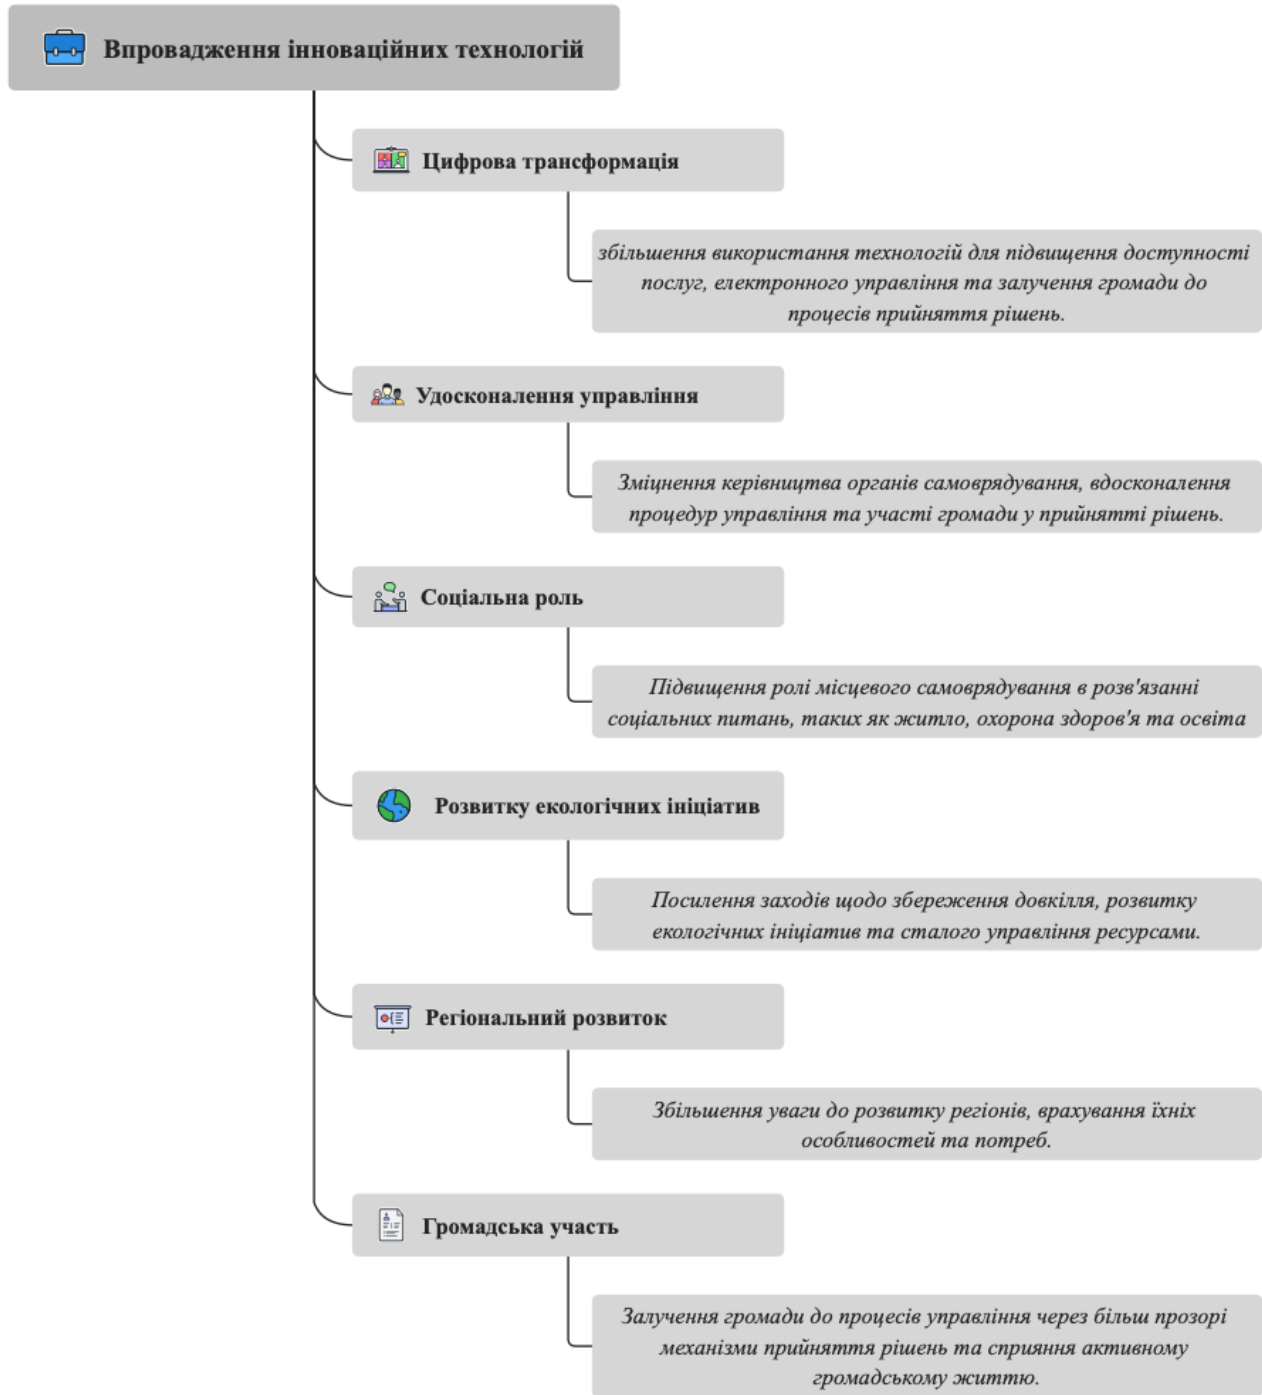 Впровадження інноваційних технологій
Цифрова трансформація
збільшення використання технологій для підвищення доступності
послуг, електронного управління та залучення громади до
процесів прийняття рішень.
Удосконалення управління
Зміцнення керівництва органів самоврядування, вдосконалення
процедур управління та участі громади у прийнятті рішень.
Соціальна роль
Підвищення ролі місцевого самоврядування в розв'язанні
соціальних питань, таких як житло, охорона здоров'я та освіта
Розвитку екологічних ініціатив
Посилення заходів щодо збереження довкілля, розвитку
екологічних ініціатив та сталого управління ресурсами.
Регіональний розвиток
Збільшення уваги до розвитку регіонів, врахування їхніх
особливостей та потреб.
Громадська участь
Залучення громади до процесів управління через більш прозорі
механізми прийняття рішень та сприяння активному
громадському життю.